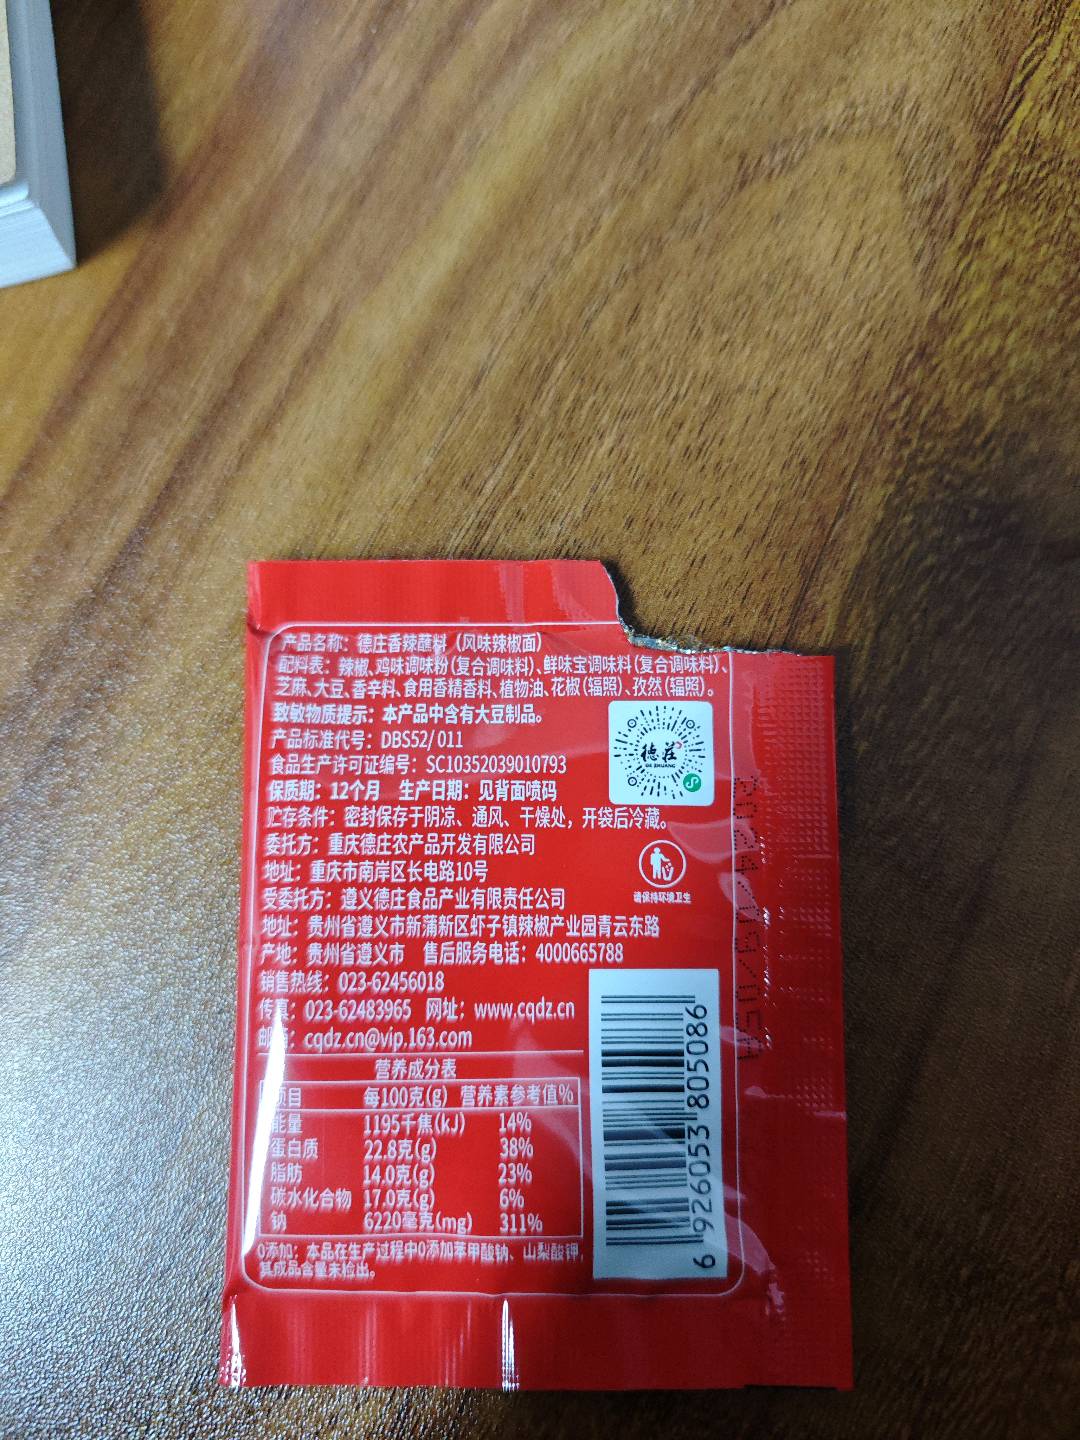 产品名称：德庄香辣蘸料（风味辣椒面）
配料表：辣椒、鸡味调味粉（复合调味料）、鲜味宝调味料（复合调味料）、
芝麻、大豆、香辛料、食用香精香料、植物油、花椒（辐照）、孜然（辐照）。
致敏物质提示：本产品中含有大豆制品。
产品标准代号：DBS52/ 011
食品生产许可证编号：SC10352039010793
保质期：12个月 生产日期：见背面喷码
贮存条件：密封保存于阴凉、通风、干燥处，开袋后冷藏。
委托方：重庆德庄农产品开发有限公司
地址：重庆市南岸区长电路10号
受委托方：遵义德庄食品产业有限责任公司
地址：贵州省遵义市新蒲新区虾子镇辣椒产业园青云东路
产地：贵州省遵义市 售后服务电话：4000665788
销售热线：023-62456018
传真：023-62483965 网址：www.cqdz.cn
邮箱：cqdz.cn@vip.163.com
德莊
DE ZHUANG
请保持环境卫生
营养成分表
项目 每100克(g) 营养素参考值%
能量 1195千焦(kJ) 14%
蛋白质 22.8克(g) 38%
脂肪 14.0克(g) 23%
碳水化合物 17.0克(g) 6%
钠 6220毫克(mg) 311%
0添加：本品在生产过程中0添加苯甲酸钠、山梨酸钾，
其成品含量未检出。
6 926053 805086